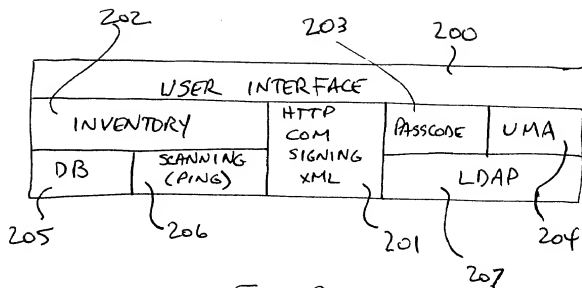 202
203
200
USER INTERFACE
INVENTORY
HTTP
COM
SIGNING
XML
PASSCODE
UMA
DB
SCANNING
(PING)
LDAP
205
206
201
207
204